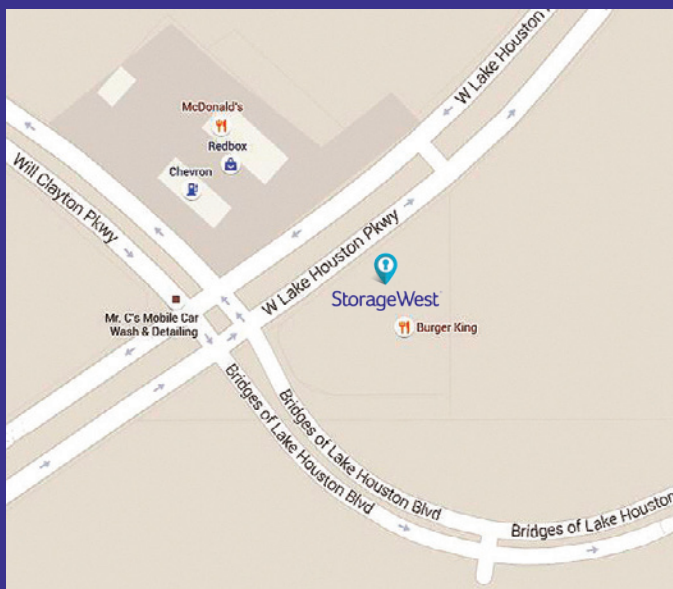 W Lake Houston P
McDonald's
Redbox
Chevron
Will Clayton Pkwy
W Lake Houston Pkwy
StorageWest
Mr. C's Mobile Car
Wash & Detailing
Burger King
Bridges of Lake Houston Blvd
Bridges of Lake Houston Blvd
Bridges of Lake Houston